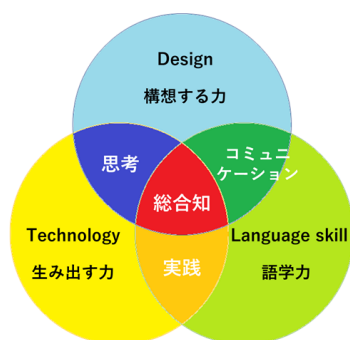 Design
構想する力
思考
コミュニ
ケーション
総合知
Technology
生み出す力
Language skill
語学力
実践